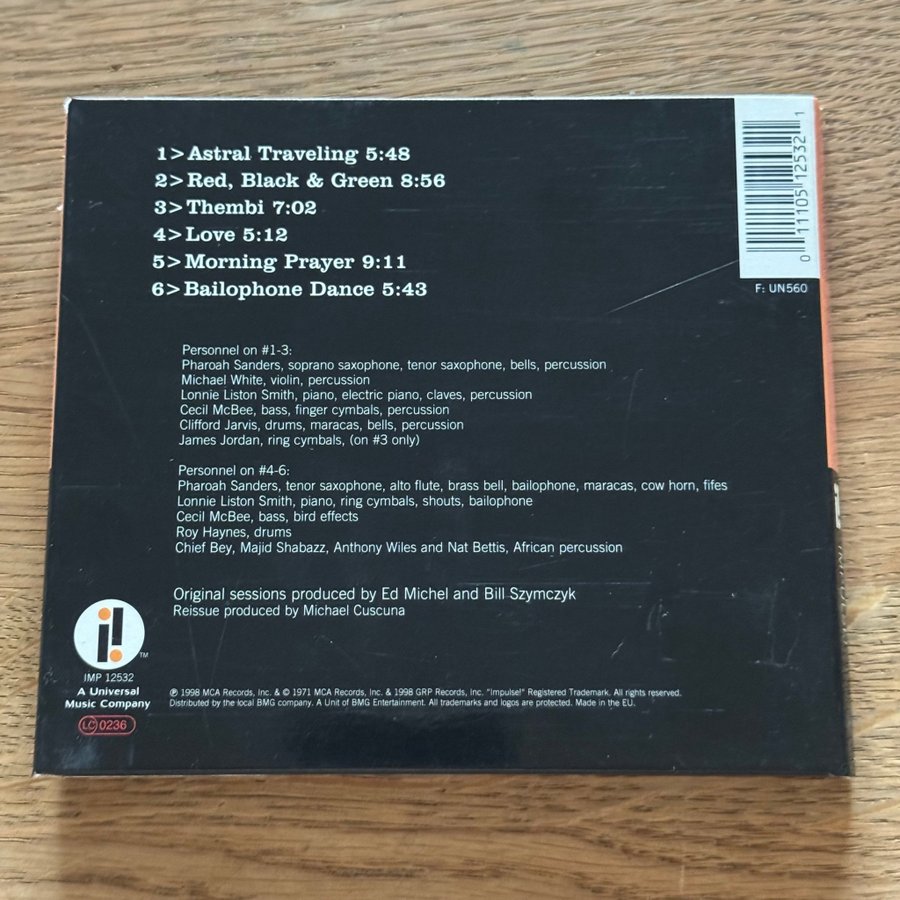 1>Astral Traveling 5:48
2>Red, Black & Green 8:56
3>Thembi 7:02
4>Love 5:12
5>Morning Prayer 9:11
6>Bailophone Dance 5:43
0 11105 12532 1
F: UN560
Personnel on #1-3:
Pharoah Sanders, soprano saxophone, tenor saxophone, bells, percussion
Michael White, violin, percussion
Lonnie Liston Smith, piano, electric piano, claves, percussion
Cecil McBee, bass, finger cymbals, percussion
Clifford Jarvis, drums, maracas, bells, percussion
James Jordan, ring cymbals, (on #3 only)
Personnel on #4-6:
Pharoah Sanders, tenor saxophone, alto flute, brass bell, bailophone, maracas, cow horn, fifes
Lonnie Liston Smith, piano, ring cymbals, shouts, bailophone
Cecil McBee, bass, bird effects
Roy Haynes, drums
Chief Bey, Majid Shabazz, Anthony Wiles and Nat Bettis, African percussion
Original sessions produced by Ed Michel and Bill Szymczyk
Reissue produced by Michael Cuscuna
i!
TM
IMP 12532
A Universal
Music Company
LC 0236
℗ 1998 MCA Records, Inc. & © 1971 MCA Records, Inc. & 1998 GRP Records, Inc. "Impulse!" Registered Trademark. All rights reserved.
Distributed by the local BMG company. A Unit of BMG Entertainment. All trademarks and logos are protected. Made in the EU.